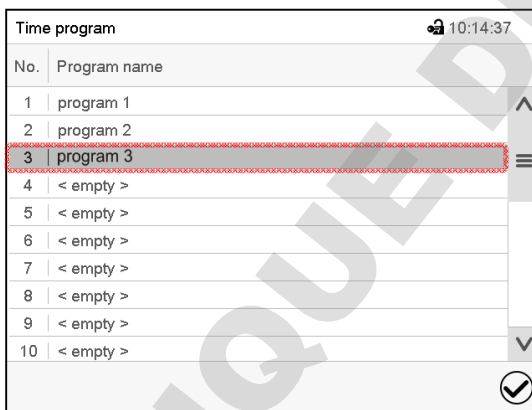 Time program 10:14:37
No. Program name
1 program 1
2 program 2
3 program 3
4 < empty >
5 < empty >
6 < empty >
7 < empty >
8 < empty >
9 < empty >
10 < empty >
QUE D